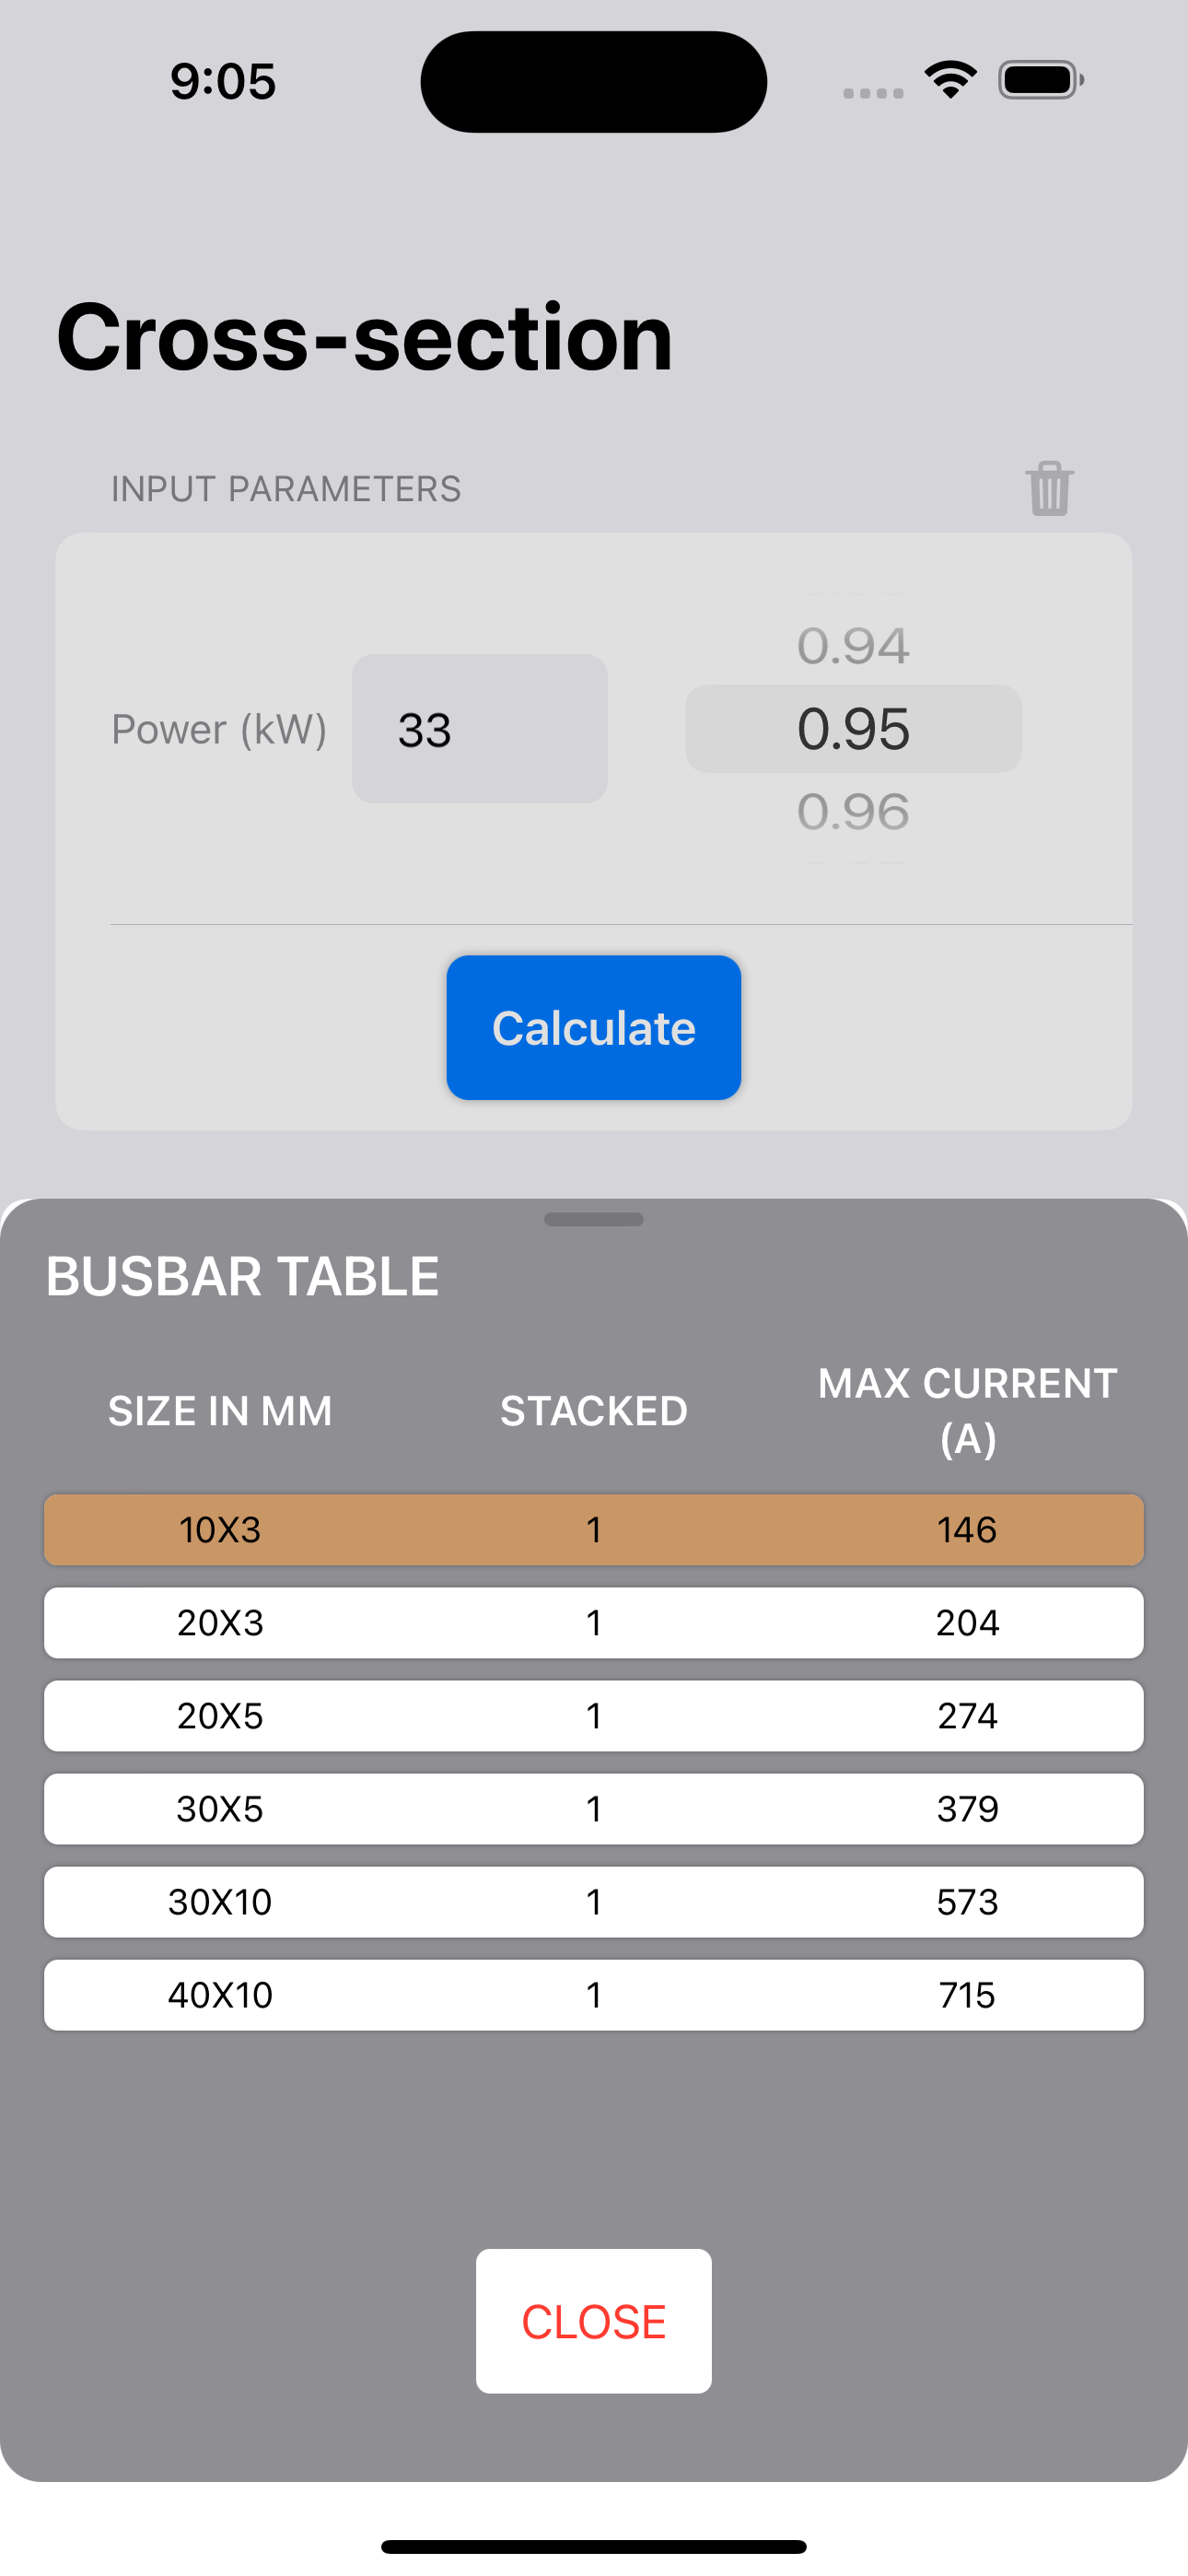 9:05
Cross-section
INPUT PARAMETERS
0.94
Power (kW) 33 0.95
0.96
Calculate
BUSBAR TABLE
SIZE IN MM STACKED MAX CURRENT
(A)
10X3 1 146
20X3 1 204
20X5 1 274
30X5 1 379
30X10 1 573
40X10 1 715
CLOSE